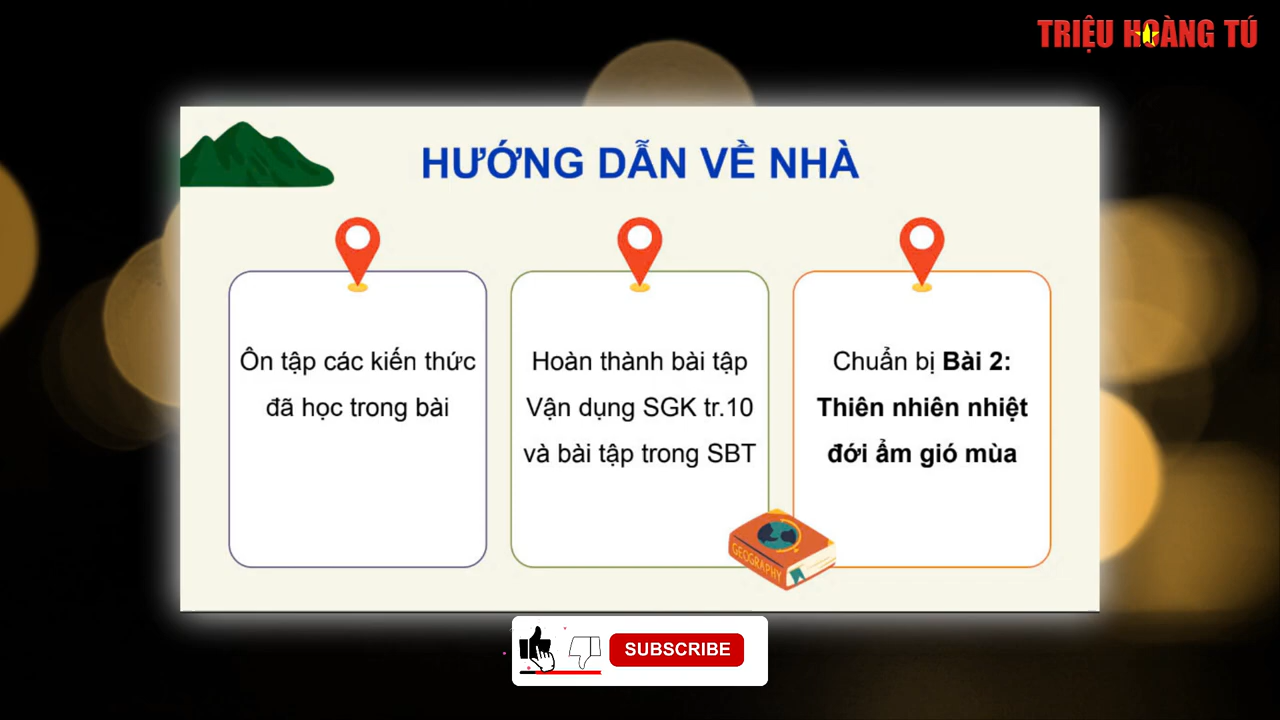 TRIỆU HOÀNG TÚ
HƯỚNG DẪN VỀ NHÀ
Ôn tập các kiến thức
đã học trong bài
Hoàn thành bài tập
Vận dụng SGK tr.10
và bài tập trong SBT
Chuẩn bị Bài 2:
Thiên nhiên nhiệt
đới ẩm gió mùa
GEOGRAPHY
SUBSCRIBE